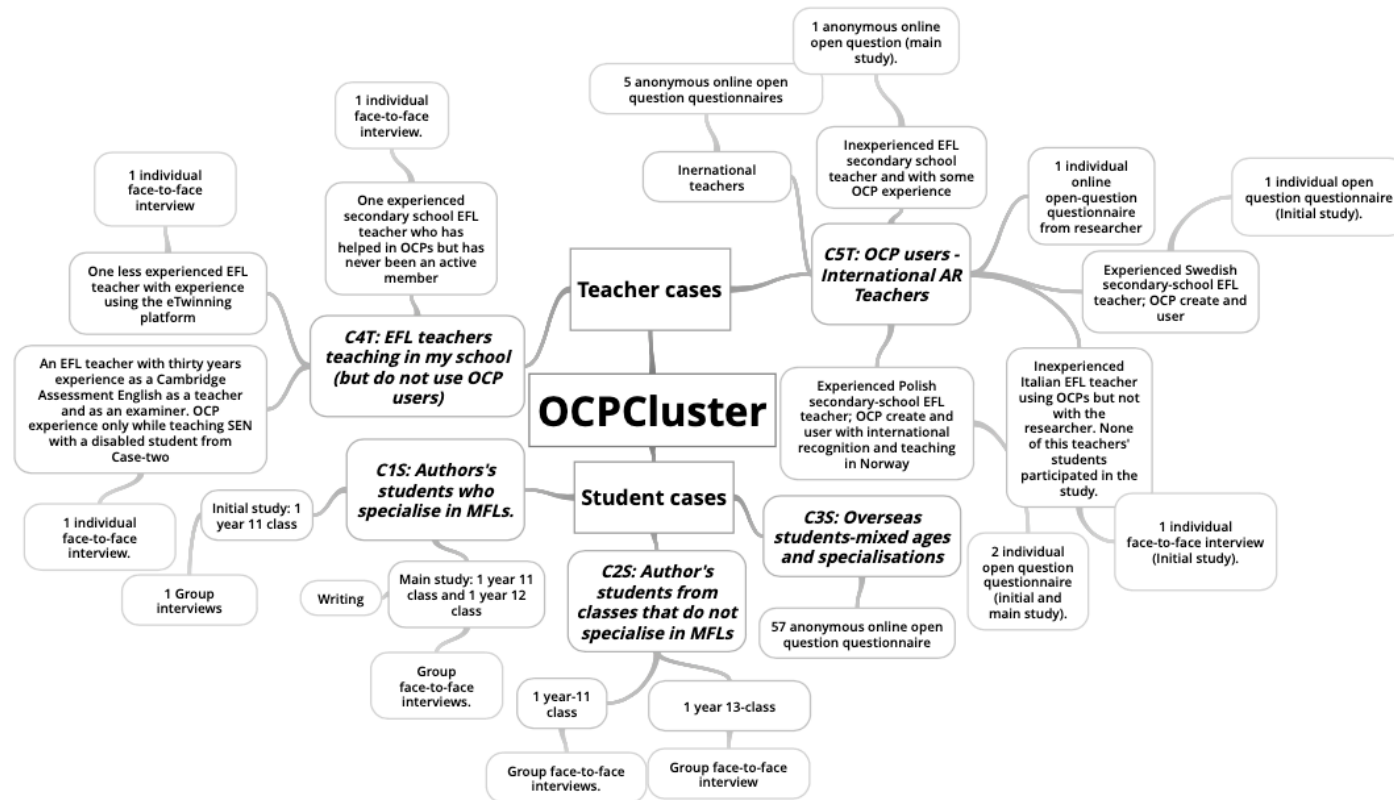 1 anonymous online
open question (main
study).
5 anonymous online open
question questionnaires
1 individual
face-to-face
interview.
Inexperienced EFL
secondary school
teacher and with some
OCP experience
Inernational
teachers
1 individual
online
open-question
questionnaire
from researcher
1 individual open
question questionnaire
(Initial study).
1 individual
face-to-face
interview
One experienced
secondary school EFL
teacher who has
helped in OCPs but has
never been an active
member
C5T: OCP users -
International AR
Teachers
Experienced Swedish
secondary-school EFL
teacher; OCP create and
user
One less experienced EFL
teacher with experience
using the eTwinning
platform
Teacher cases
C4T: EFL teachers
teaching in my school
(but do not use OCP
users)
An EFL teacher with thirty years
experience as a Cambridge
Assessment English as a teacher
and as an examiner. OCP
experience only while teaching SEN
with a disabled student from
Case-two
Experienced Polish
secondary-school EFL
teacher; OCP create and
user with international
recognition and teaching
in Norway
Inexperienced
Italian EFL teacher
using OCPs but not
with the
researcher. None
of this teachers'
students
participated in the
study.
OCPCluster
C1S: Authors's
students who
specialise in MFLs.
Student cases
C3S: Overseas
students-mixed ages
and specialisations
Initial study: 1
year 11 class
1 individual
face-to-face
interview.
1 individual
face-to-face interview
(Initial study).
2 individual
open question
questionnaire
(initial and
main study).
1 Group
interviews
Writing
Main study: 1 year 11
class and 1 year 12
class
C2S: Author's
students from
classes that do not
specialise in MFLs
57 anonymous online open
question questionnaire
Group
face-to-face
interviews.
1 year-11
class
1 year 13-class
Group face-to-face
interviews.
Group face-to-face
interview